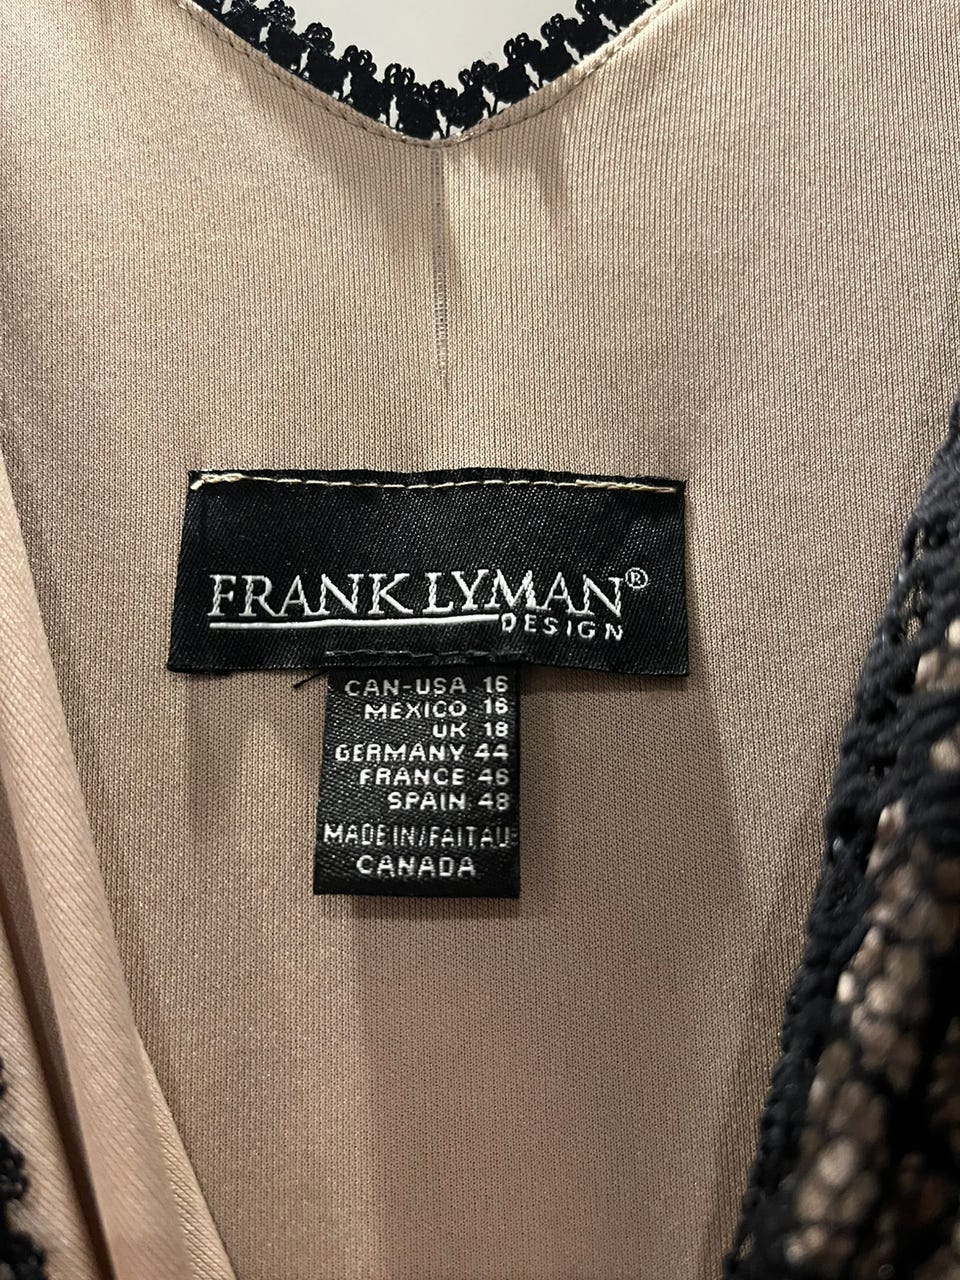 FRANK LYMAN®
DESIGN
CAN-USA 16
MEXICO 16
UK 18
GERMANY 44
FRANCE 46
SPAIN 48
MADE IN/FAIT AU
CANADA